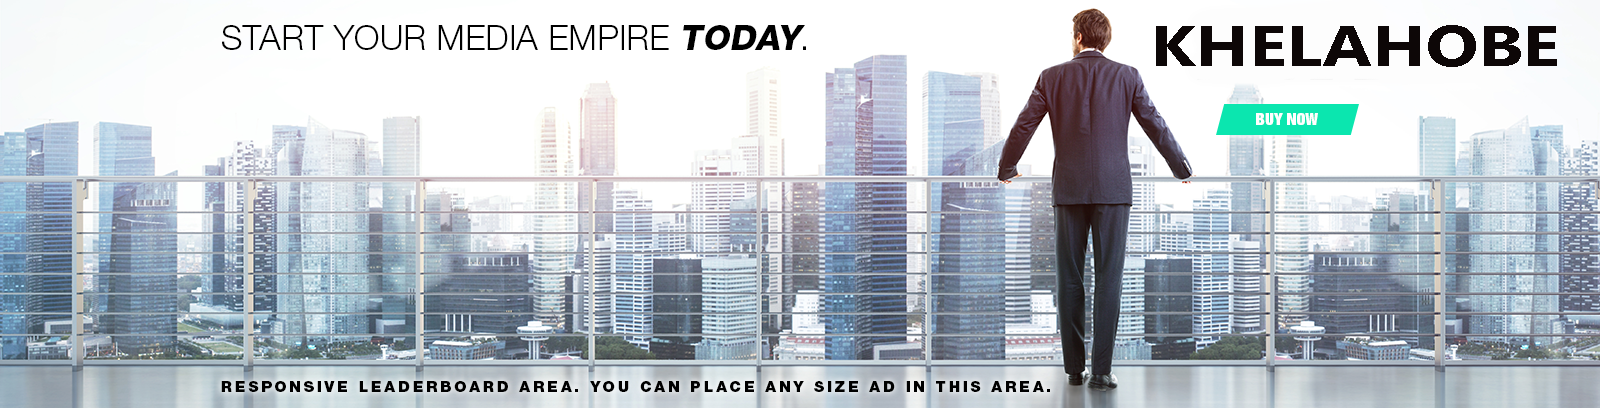 START YOUR MEDIA EMPIRE TODAY.
KHELAHOBE
BUY NOW
RESPONSIVE LEADERBOARD AREA. YOU CAN PLACE ANY SIZE AD IN THIS AREA.